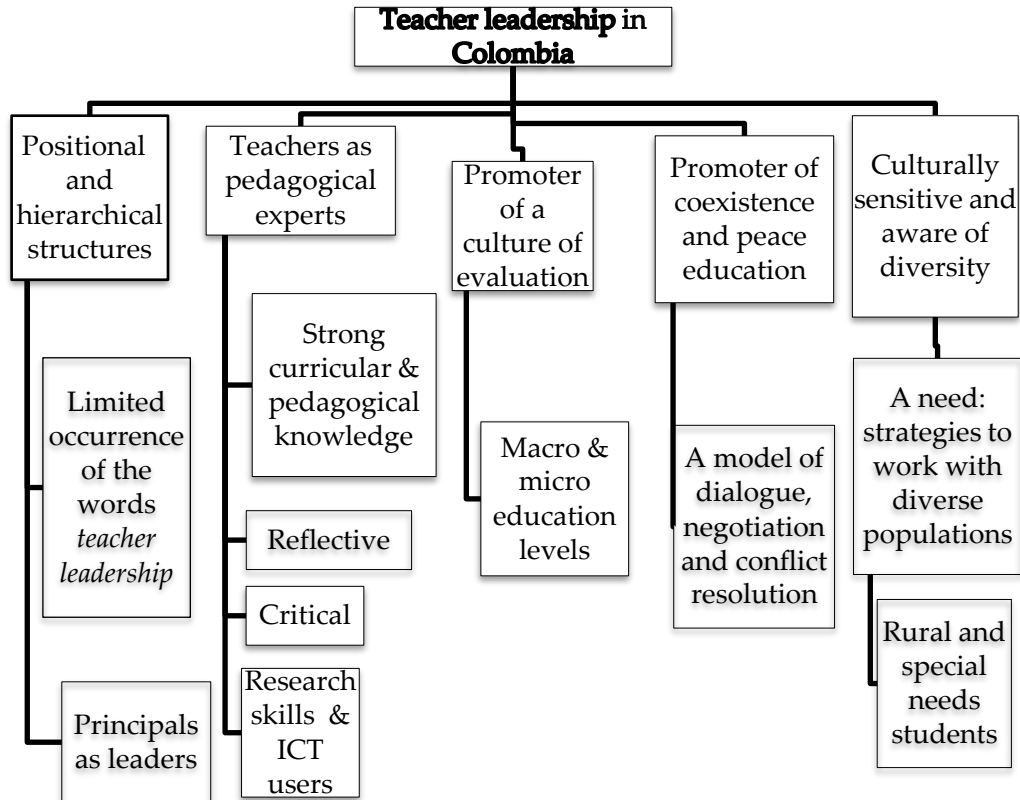 Teacher leadership in
Colombia
Positional
and
hierarchical
structures
Limited
occurrence
of the
words
teacher
leadership
Principals
as leaders
Teachers as
pedagogical
experts
Strong
curricular &
pedagogical
knowledge
Reflective
Critical
Research
skills &
ICT
users
Promoter
of a
culture of
evaluation
Macro &
micro
education
levels
Promoter of
coexistence
and peace
education
A model of
dialogue,
negotiation
and conflict
resolution
Culturally
sensitive and
aware of
diversity
A need:
strategies to
work with
diverse
populations
Rural and
special
needs
students